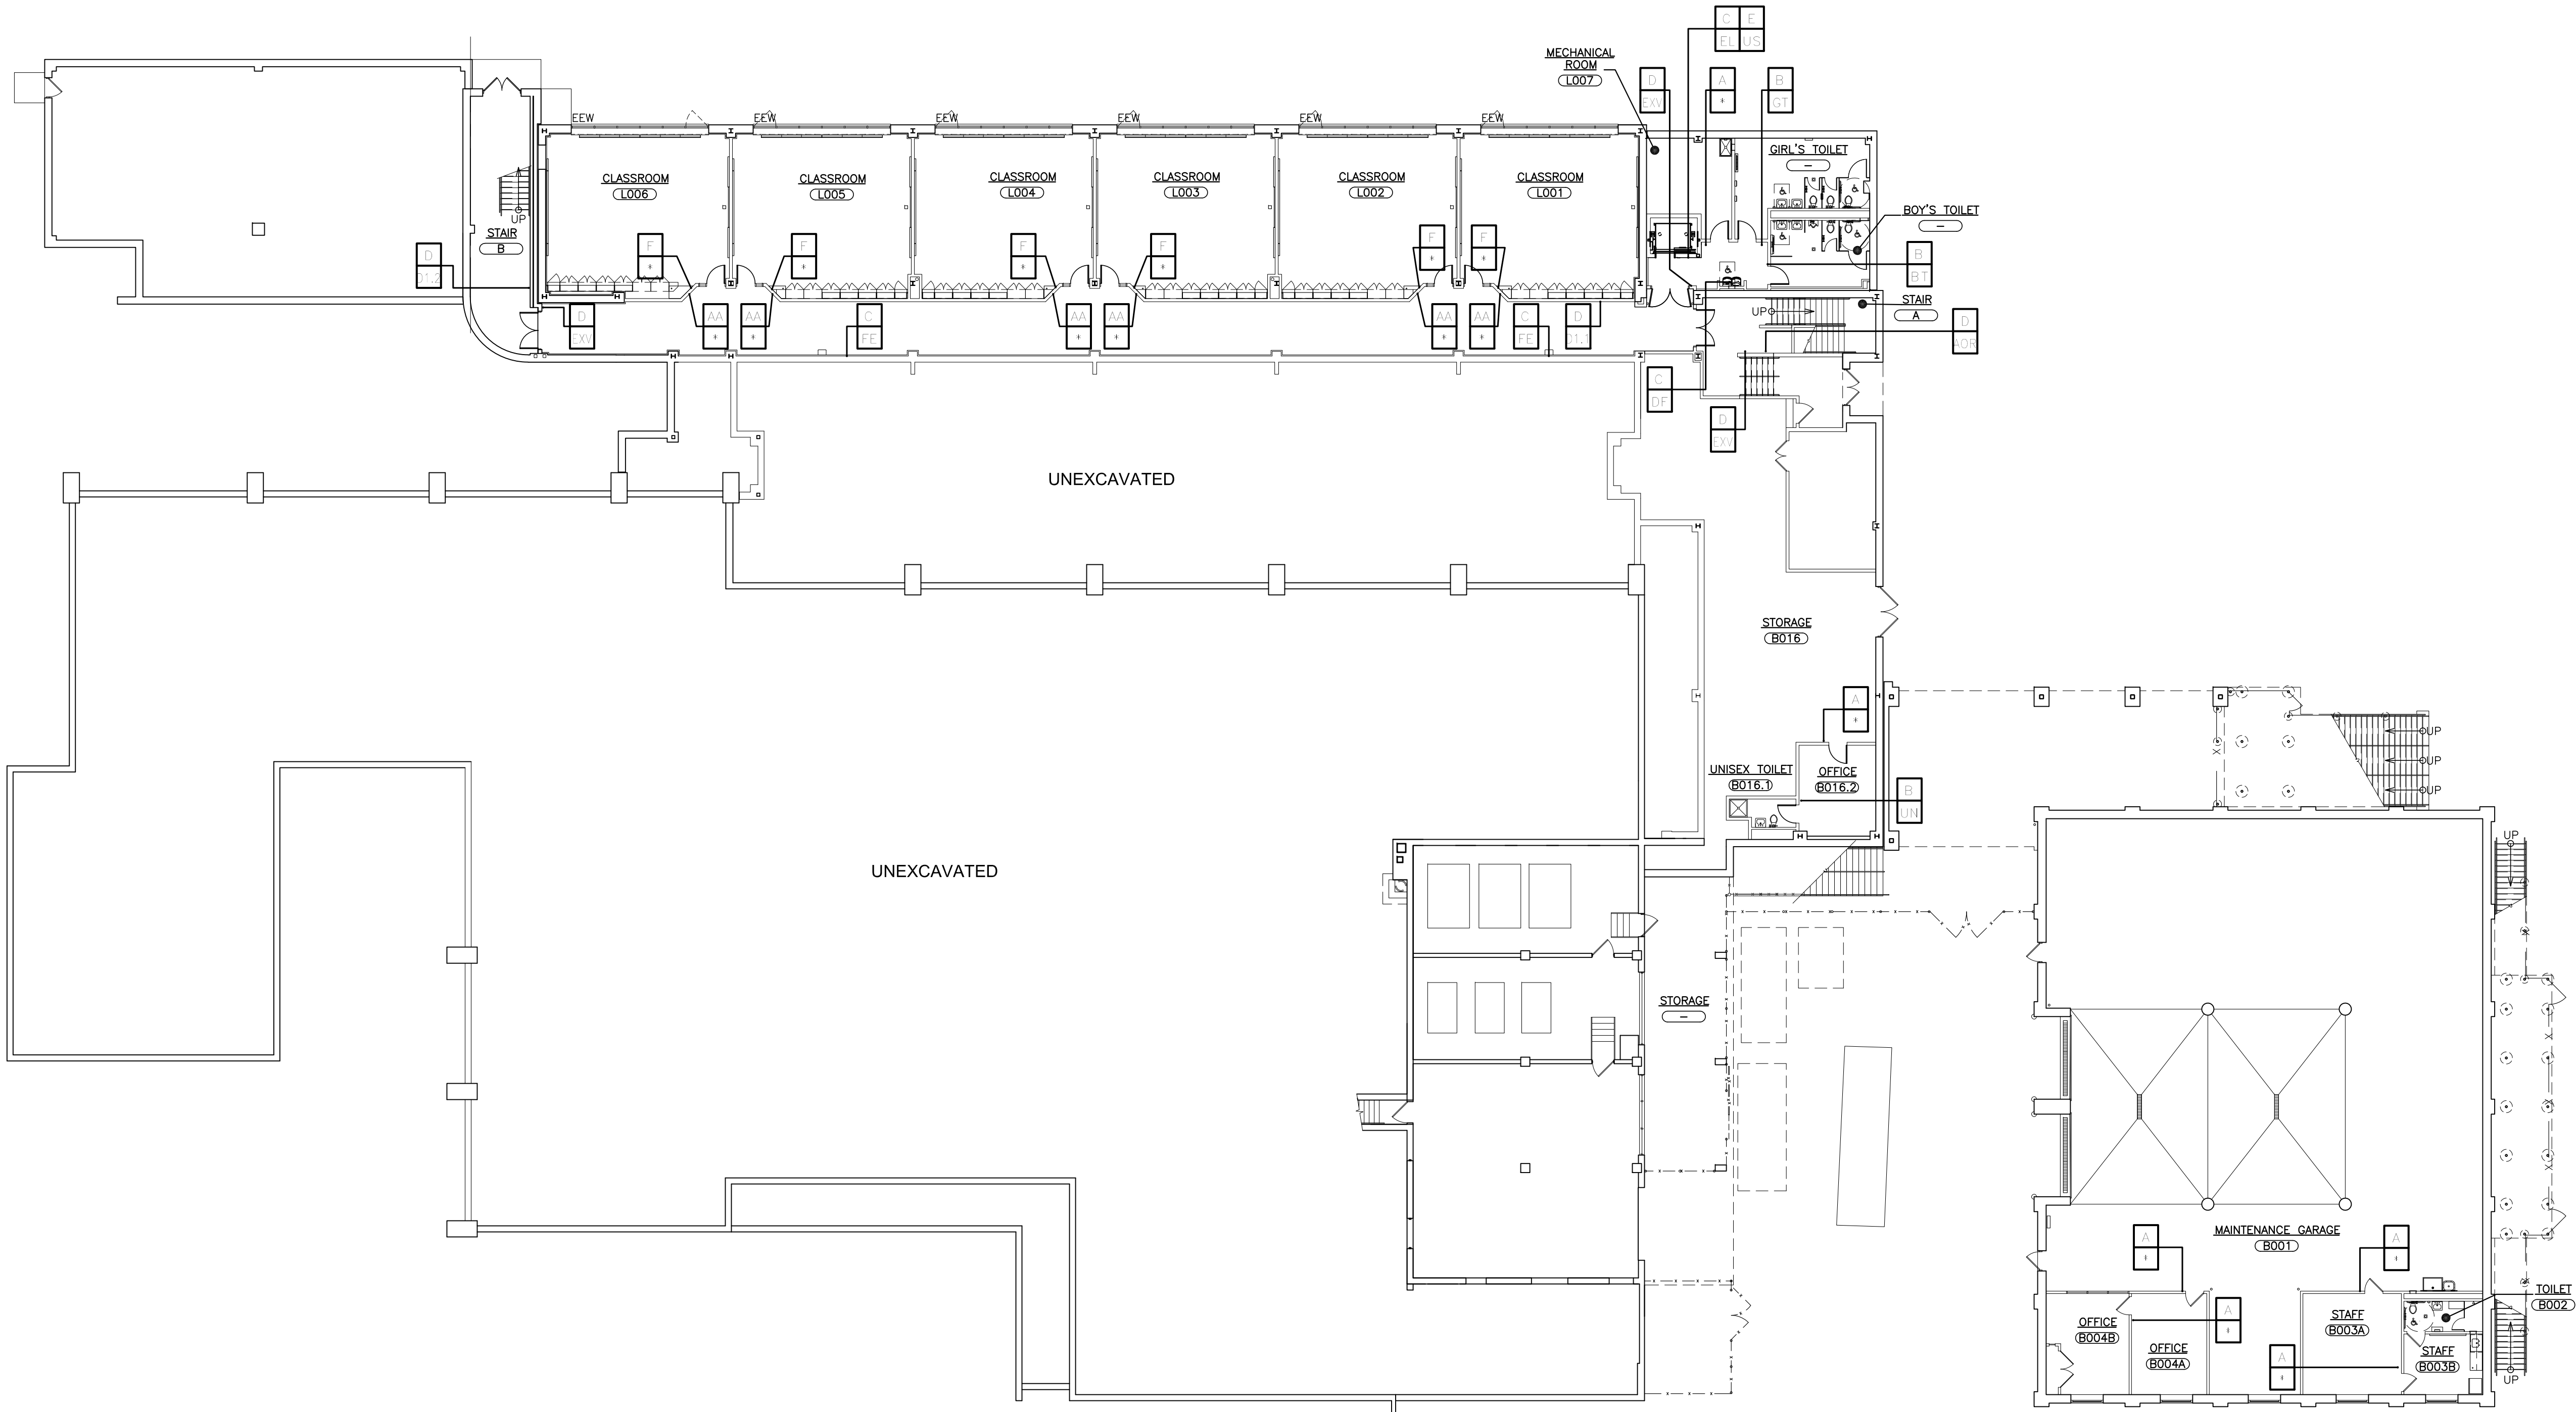 C E
EL US
MECHANICAL
ROOM
L007
D
EXV
A
*
B
GT
EEW
EEW
EEW
EEW
EEW
EEW
GIRL'S TOILET
–
CLASSROOM
L006
CLASSROOM
L005
CLASSROOM
L004
CLASSROOM
L003
CLASSROOM
L002
CLASSROOM
L001
BOY'S TOILET
–
UP
STAIR
B
D
01.2
F
*
F
*
F
*
F
*
F
*
F
*
B
BT
STAIR
A
UP
D
EXV
AA
*
AA
*
C
FE
AA
*
AA
*
AA
*
AA
*
C
FE
D
01.1
D
AOR
C
DF
D
EXV
UNEXCAVATED
STORAGE
B016
A
*
UNISEX TOILET
B016.1
OFFICE
B016.2
B
UN
UP
UP
UP
UP
UNEXCAVATED
STORAGE
–
MAINTENANCE GARAGE
B001
A
*
A
*
TOILET
B002
OFFICE
B004B
A
*
OFFICE
B004A
STAFF
B003A
A
*
STAFF
B003B
UP